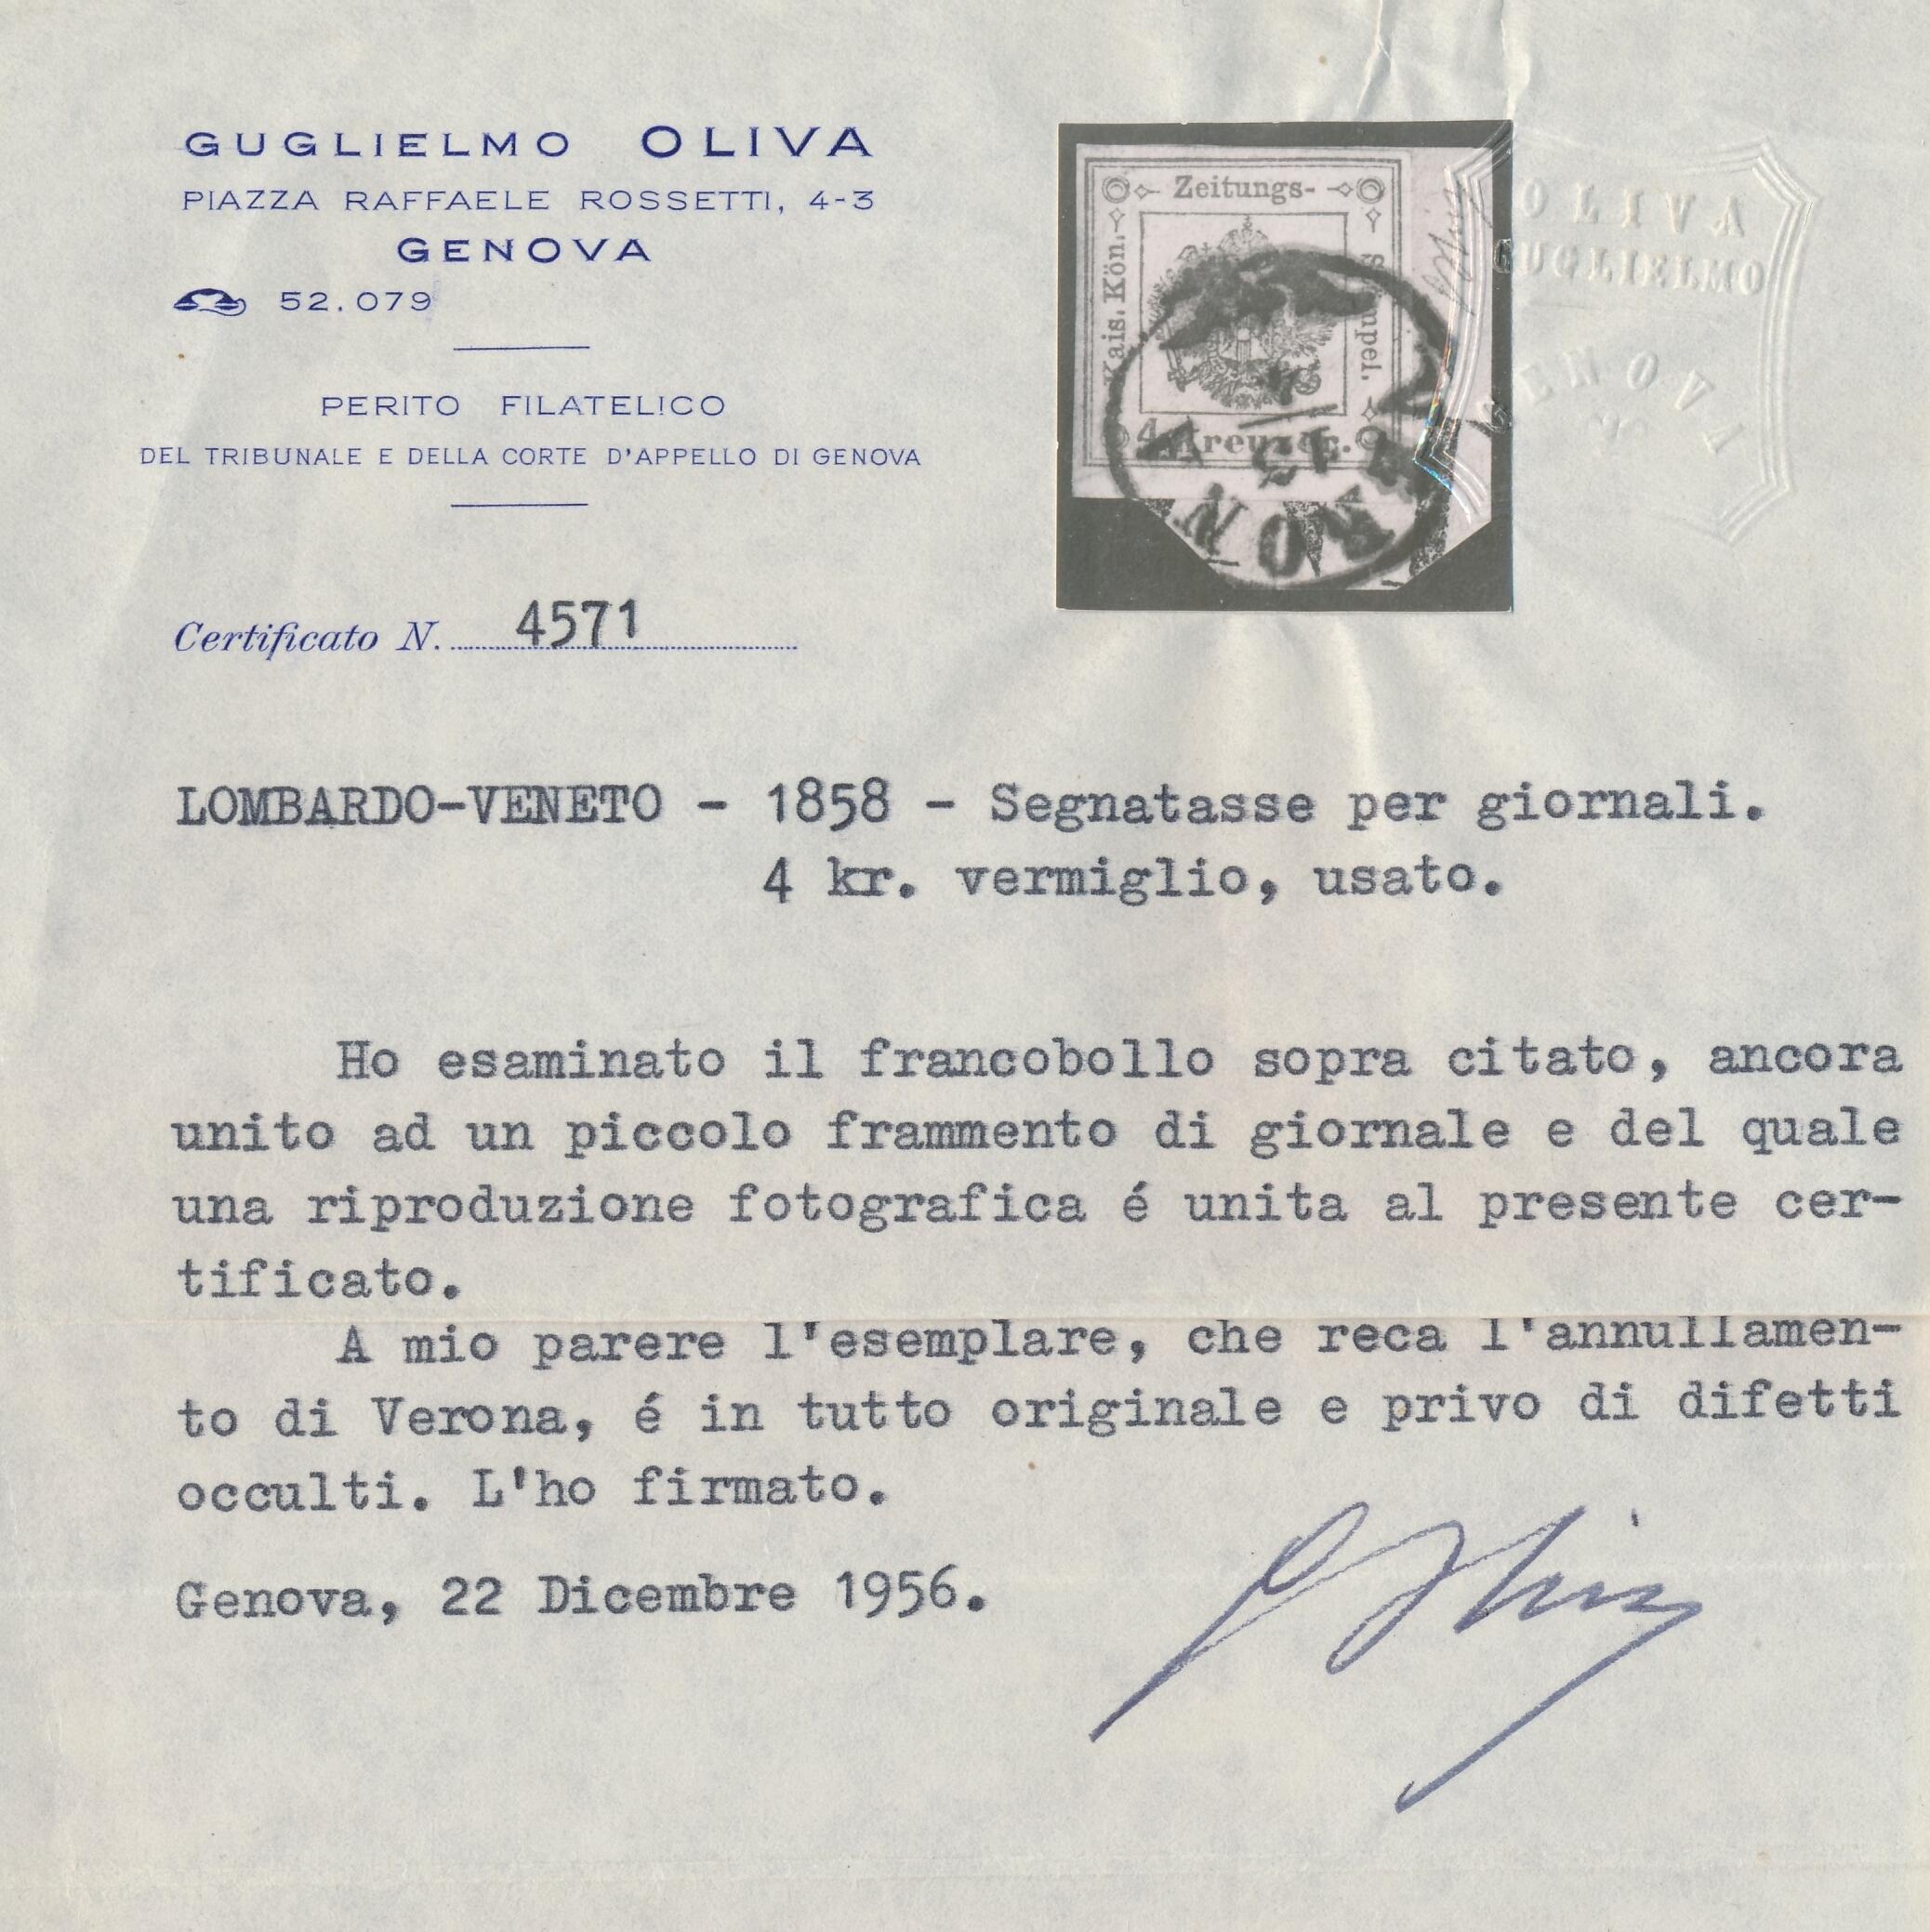 GUGLIELMO OLIVA
PIAZZA RAFFAELE ROSSETTI, 4-3
GENOVA
52.079
PERITO FILATELICO
DEL TRIBUNALE E DELLA CORTE D'APPELLO DI GENOVA
Certificato N. 4571
Zeitungs-
Kais. Kön.
4 Kreuzer.
OLIVA
GUGLIELMO
GENOVA
LOMBARDO-VENETO - 1858 - Segnatasse per giornali.
4 kr. vermiglio, usato.
Ho esaminato il francobollo sopra citato, ancora
unito ad un piccolo frammento di giornale e del quale
una riproduzione fotografica é unita al presente cer-
tificato.
A mio parere l'esemplare, che reca l'annullamen-
to di Verona, é in tutto originale e privo di difetti
occulti. L'ho firmato.
Genova, 22 Dicembre 1956.